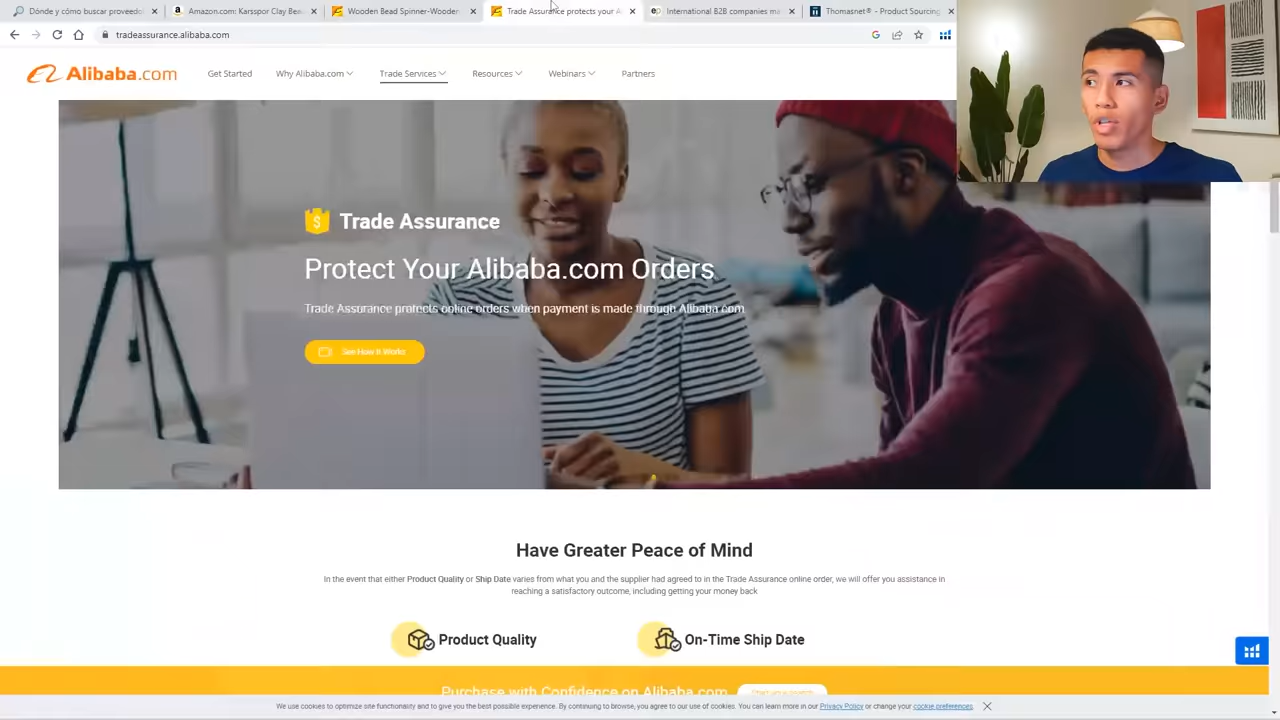 Dónde y cómo buscar proveedo
Amazon.com: Karsspor Clay Bea
Wooden Bead Spinner-Wooden
Trade Assurance protects your A
International B2B companies ma
Thomasnet® - Product Sourcing
tradeassurance.alibaba.com
Alibaba.com
Get Started
Why Alibaba.com
Trade Services
Resources
Webinars
Partners
Trade Assurance
Protect Your Alibaba.com Orders
Trade Assurance protects online orders when payment is made through Alibaba.com
See How It Works
Have Greater Peace of Mind
In the event that either Product Quality or Ship Date varies from what you and the supplier had agreed to in the Trade Assurance online order, we will offer you assistance in
reaching a satisfactory outcome, including getting your money back
Product Quality
On-Time Ship Date
Purchase with Confidence on Alibaba.com
We use cookies to optimize site functionality and to give you the best possible experience. By continuing to browse, you agree to our use of cookies. You can learn more in our Privacy Policy or change your cookie preferences.